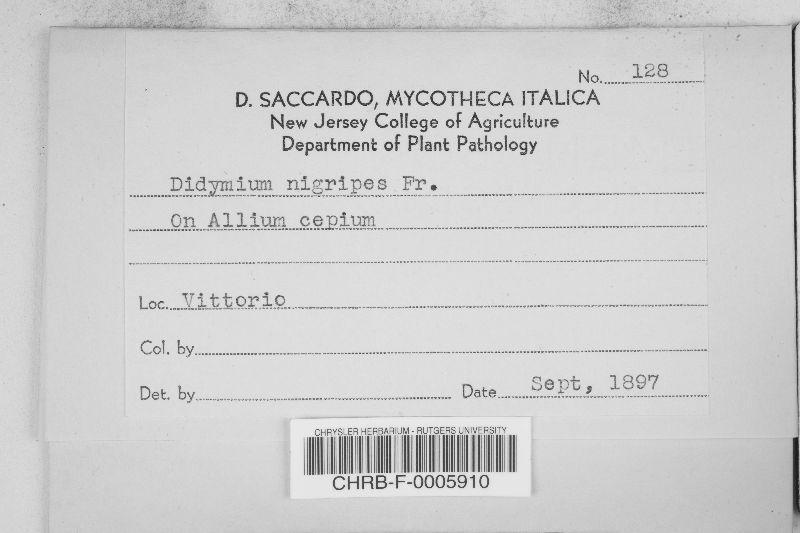 No. 128
D. SACCARDO, MYCOTHECA ITALICA
New Jersey College of Agriculture
Department of Plant Pathology
Didymium nigripes Fr.
On Allium cepium
Loc. Vittorio
Col. by
Det. by Date Sept, 1897
CHRYSLER HERBARIUM - RUTGERS UNIVERSITY
CHRB-F-0005910